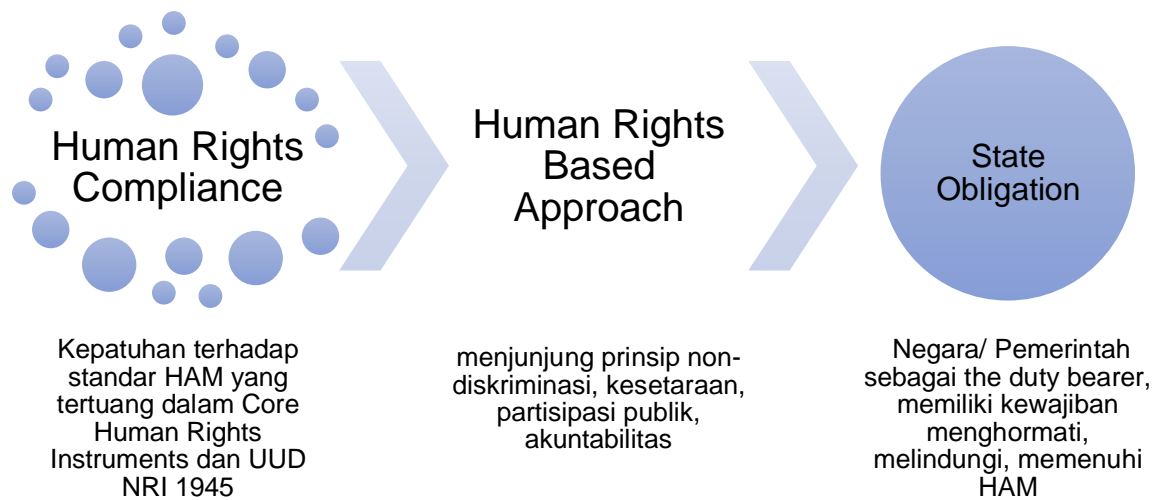 Human Rights
Compliance
Kepatuhan terhadap
standar HAM yang
tertuang dalam Core
Human Rights
Instruments dan UUD
NRI 1945
Human Rights
Based
Approach
menjunjung prinsip non-
diskriminasi, kesetaraan,
partisipasi publik,
akuntabilitas
State
Obligation
Negara/ Pemerintah
sebagai the duty bearer,
memiliki kewajiban
menghormati,
melindungi, memenuhi
HAM